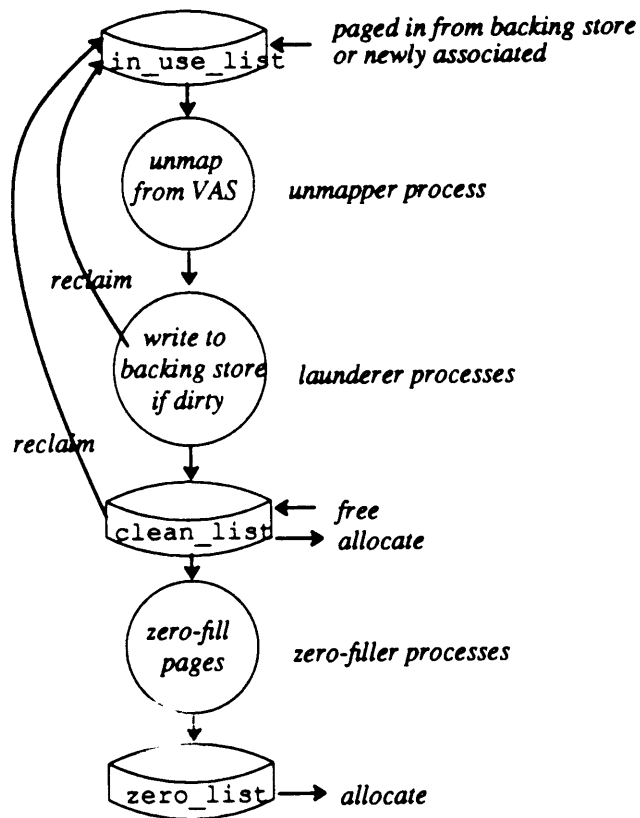 paged in from backing store
or newly associated
in_use_list
unmap
from VAS
unmapper process
reclaim
write to
backing store
if dirty
launderer processes
reclaim
free
clean_list
allocate
zero-fill
pages
zero-filler processes
zero_list
allocate